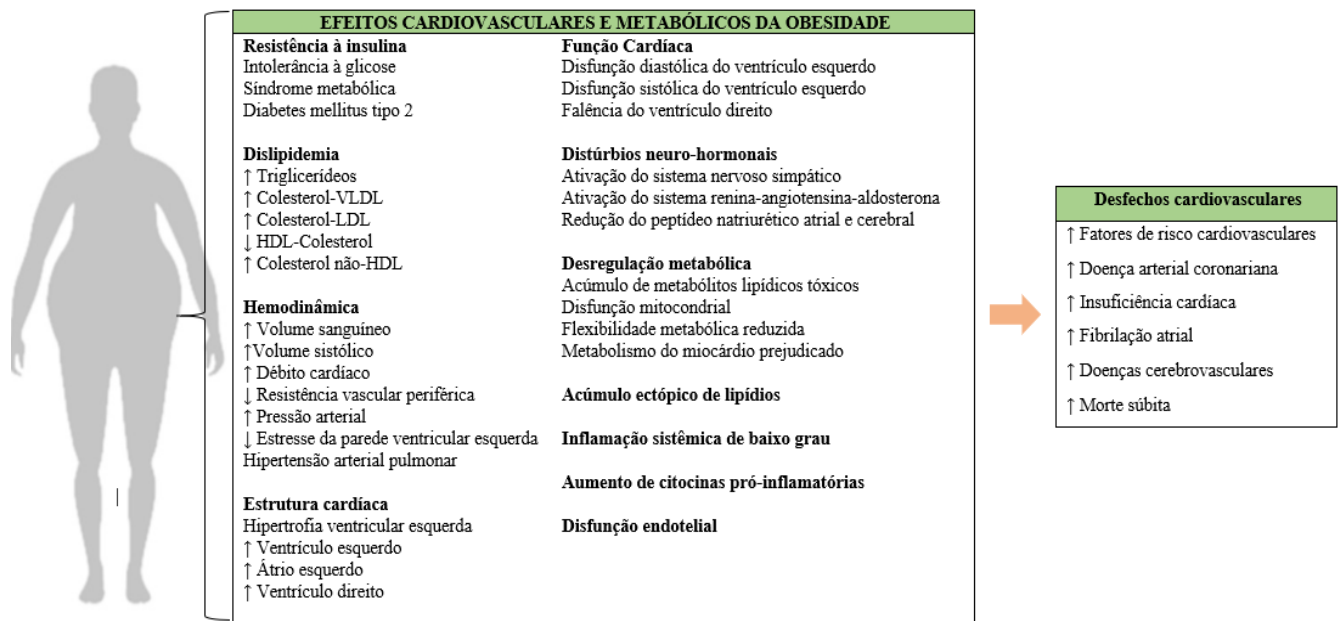 EFEITOS CARDIOVASCULARES E METABÓLICOS DA OBESIDADE
Resistência à insulina
Intolerância à glicose
Síndrome metabólica
Diabetes mellitus tipo 2
Dislipidemia
↑ Triglicerídeos
↑ Colesterol-VLDL
↑ Colesterol-LDL
↓ HDL-Colesterol
↑ Colesterol não-HDL
Hemodinâmica
↑ Volume sanguíneo
↑Volume sistólico
↑ Débito cardíaco
↓ Resistência vascular periférica
↑ Pressão arterial
↓ Estresse da parede ventricular esquerda
Hipertensão arterial pulmonar
Estrutura cardíaca
Hipertrofia ventricular esquerda
↑ Ventrículo esquerdo
↑ Átrio esquerdo
↑ Ventrículo direito
Função Cardíaca
Disfunção diastólica do ventrículo esquerdo
Disfunção sistólica do ventrículo esquerdo
Falência do ventrículo direito
Distúrbios neuro-hormonais
Ativação do sistema nervoso simpático
Ativação do sistema renina-angiotensina-aldosterona
Redução do peptídeo natriurético atrial e cerebral
Desregulação metabólica
Acúmulo de metabólitos lipídicos tóxicos
Disfunção mitocondrial
Flexibilidade metabólica reduzida
Metabolismo do miocárdio prejudicado
Acúmulo ectópico de lipídios
Inflamação sistêmica de baixo grau
Aumento de citocinas pró-inflamatórias
Disfunção endotelial
Desfechos cardiovasculares
↑ Fatores de risco cardiovasculares
↑ Doença arterial coronariana
↑ Insuficiência cardíaca
↑ Fibrilação atrial
↑ Doenças cerebrovasculares
↑ Morte súbita